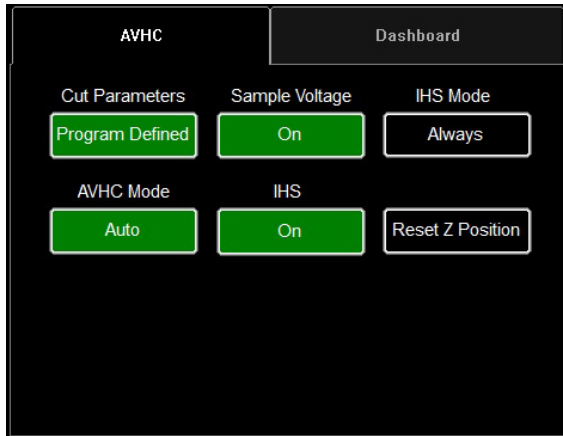 AVHC Dashboard
Cut Parameters Sample Voltage IHS Mode
Program Defined On Always
AVHC Mode IHS
Auto On Reset Z Position